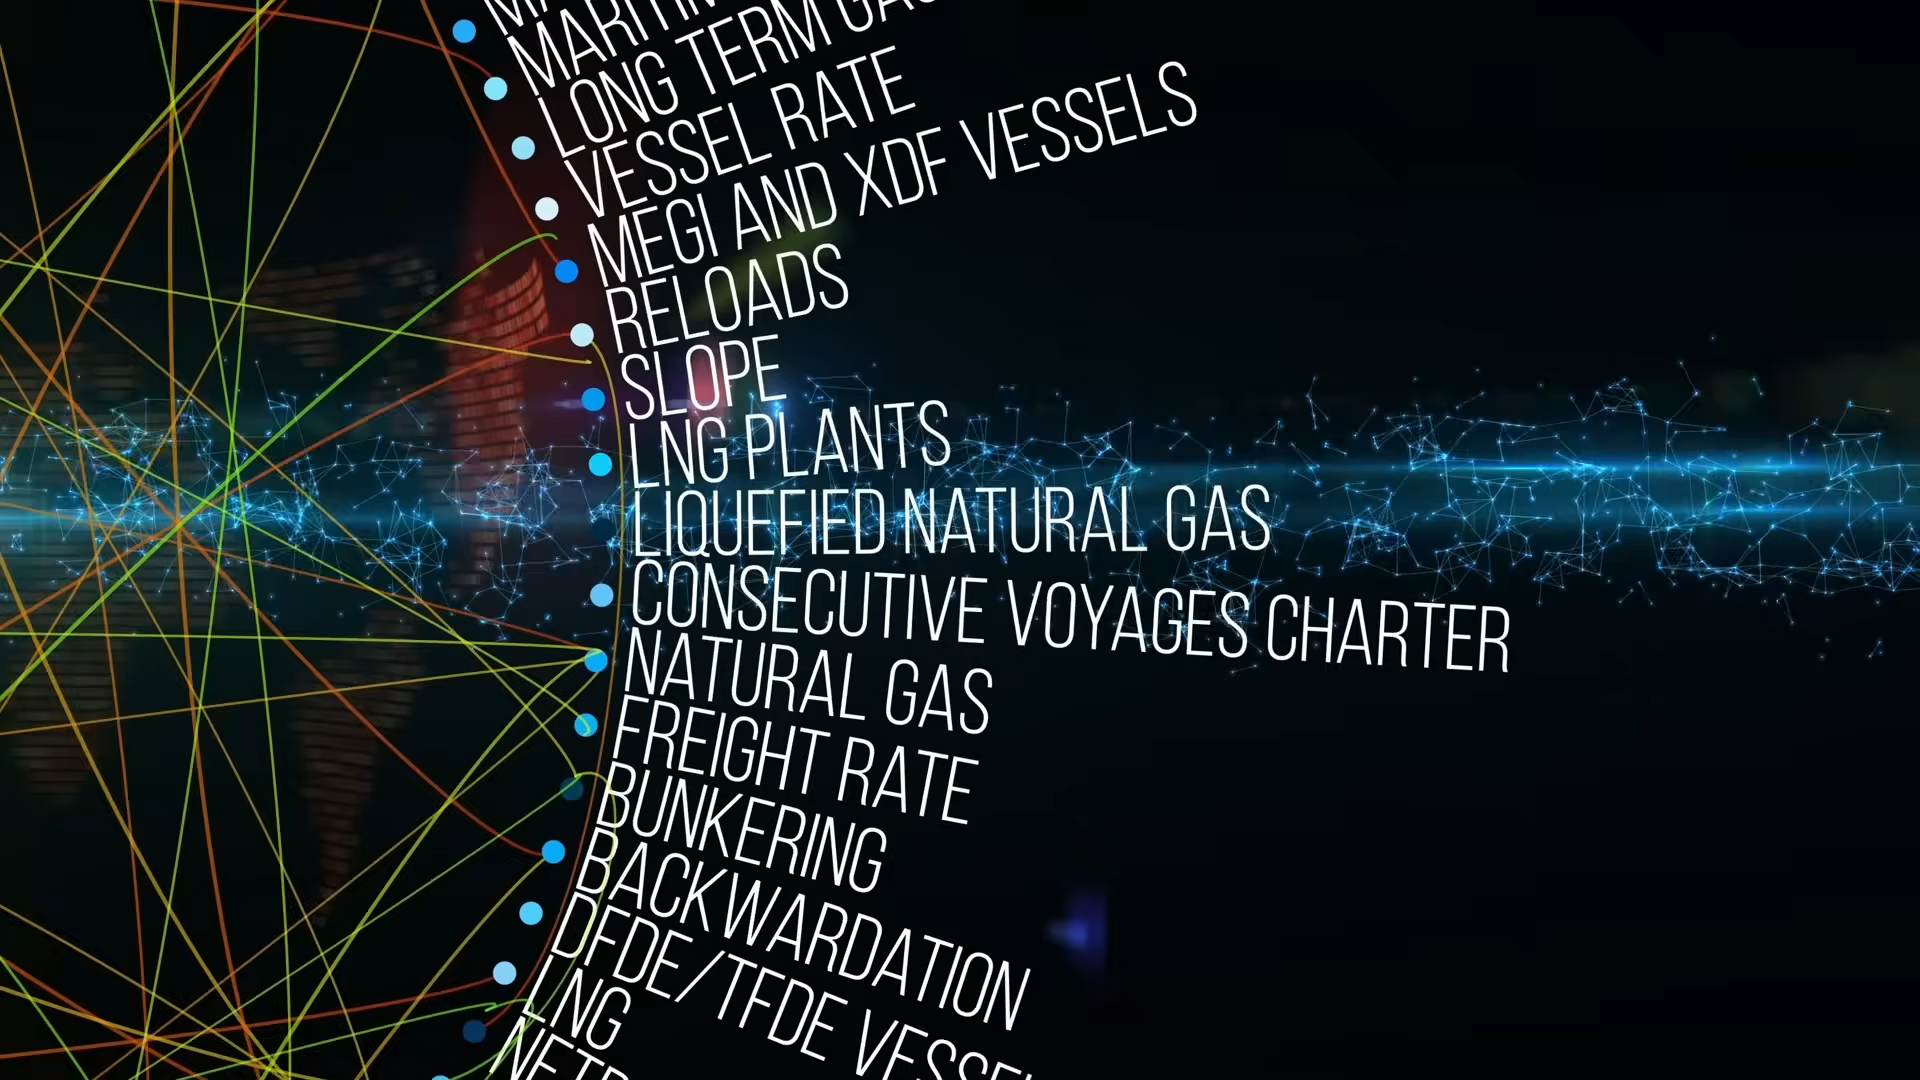 LONG TERM
VESSEL RATE
MEGI AND XDF VESSELS
RELOADS
SLOPE
LNG PLANTS
LIQUEFIED NATURAL GAS
CONSECUTIVE VOYAGES CHARTER
NATURAL GAS
FREIGHT RATE
BUNKERING
BACKWARDATION
DFDE/TFDE
LNG